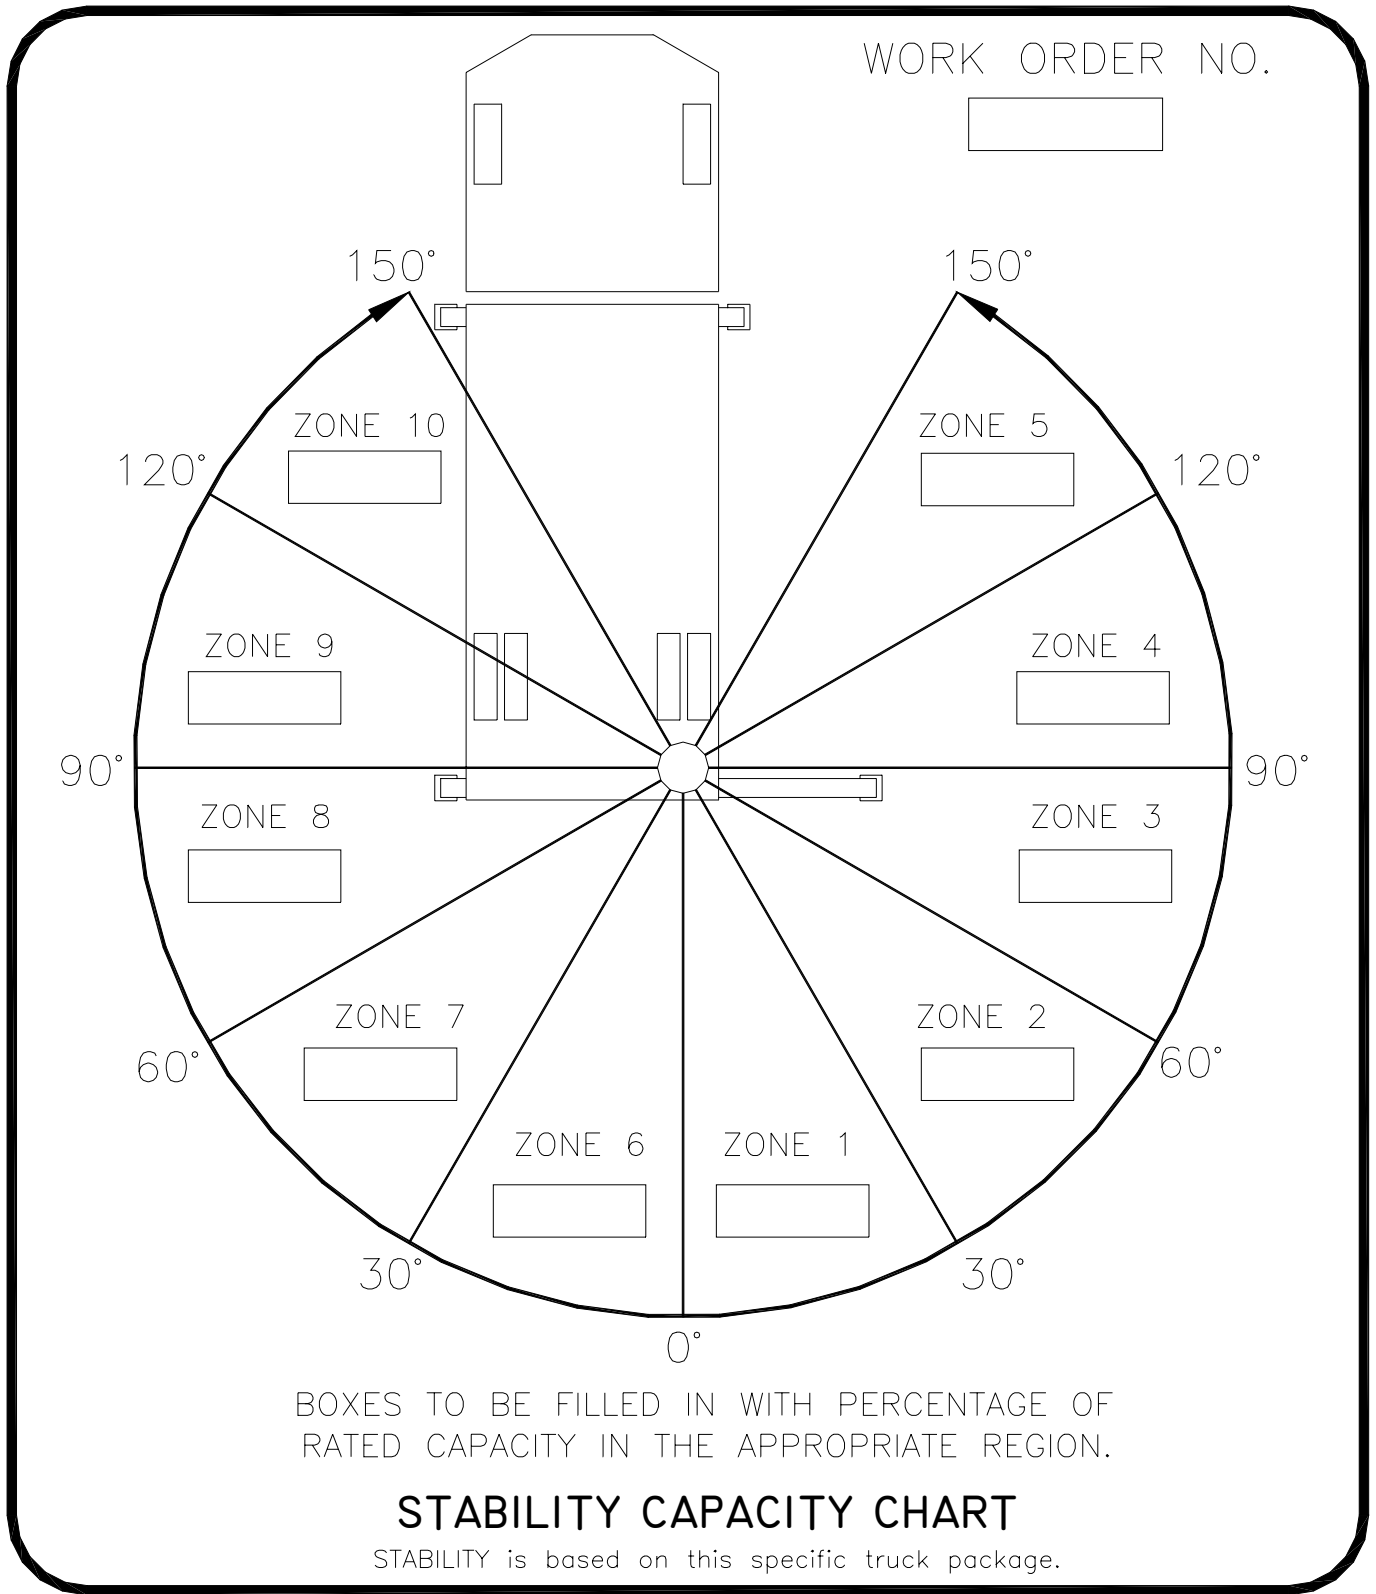 WORK ORDER NO.
150°
150°
ZONE 10
ZONE 5
120°
120°
ZONE 9
ZONE 4
90°
90°
ZONE 8
ZONE 3
ZONE 7
ZONE 2
60°
60°
ZONE 6
ZONE 1
30°
30°
0°
BOXES TO BE FILLED IN WITH PERCENTAGE OF
RATED CAPACITY IN THE APPROPRIATE REGION.
STABILITY CAPACITY CHART
STABILITY is based on this specific truck package.